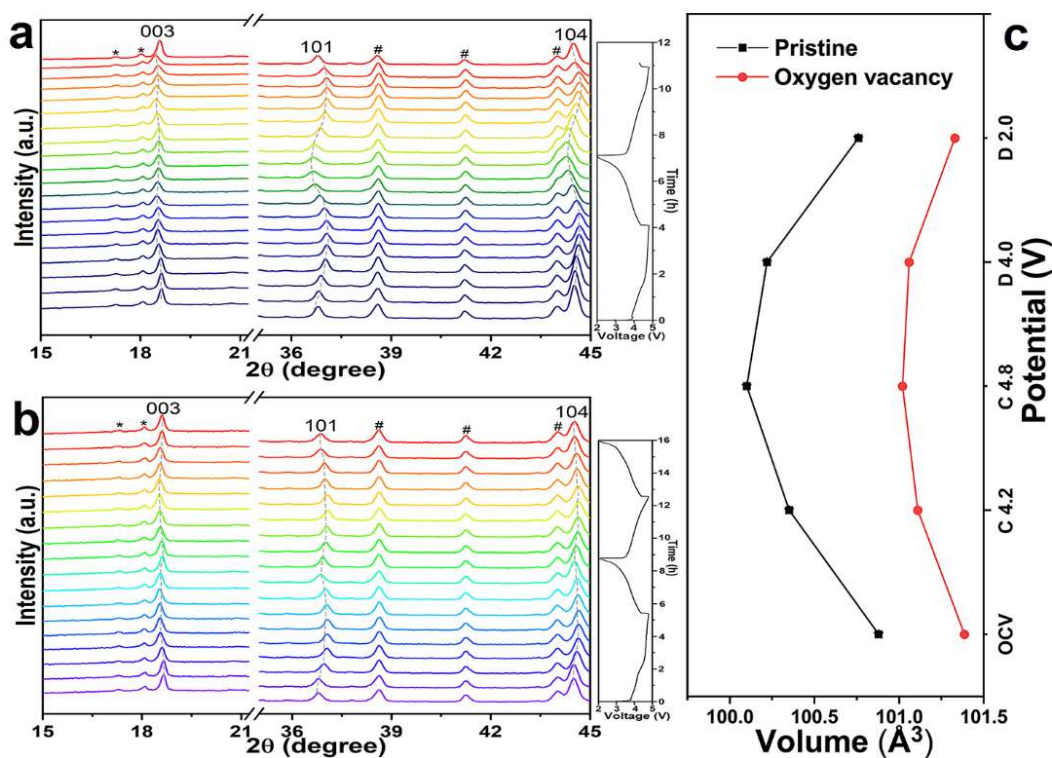 a
003
* *
101
#
#
#
104
Intensity (a.u.)
15 18 21 36 39 42 45
2θ (degree)
12
10
8
6
4
2
0
Time (h)
2 3 4 5
Voltage (V)
b
003
* *
101
#
#
#
104
Intensity (a.u.)
15 18 21 36 39 42 45
2θ (degree)
16
14
12
10
8
6
4
2
0
Time (h)
2 3 4 5
Voltage (V)
c
Pristine
Oxygen vacancy
D 2.0
D 4.0
C 4.8
C 4.2
OCV
Potential (V)
100.0 100.5 101.0 101.5
Volume (Å³)